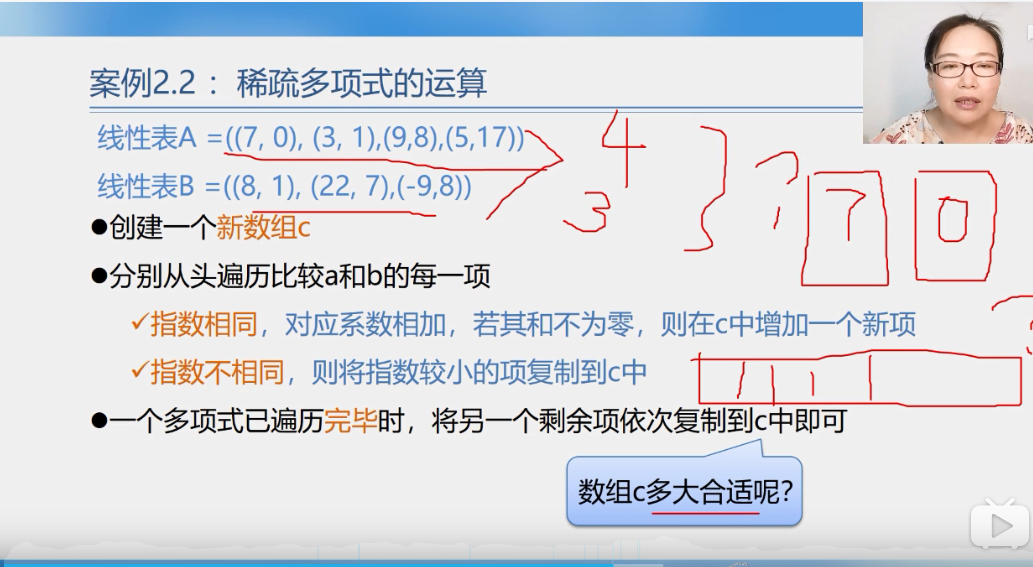 案例2.2 ：稀疏多项式的运算
线性表A =((7, 0), (3, 1),(9,8),(5,17))
4
线性表B =((8, 1), (22, 7),(-9,8))
3
7 0
●创建一个新数组c
●分别从头遍历比较a和b的每一项
✓指数相同，对应系数相加，若其和不为零，则在c中增加一个新项
✓指数不相同，则将指数较小的项复制到c中
●一个多项式已遍历完毕时，将另一个剩余项依次复制到c中即可
数组c多大合适呢?